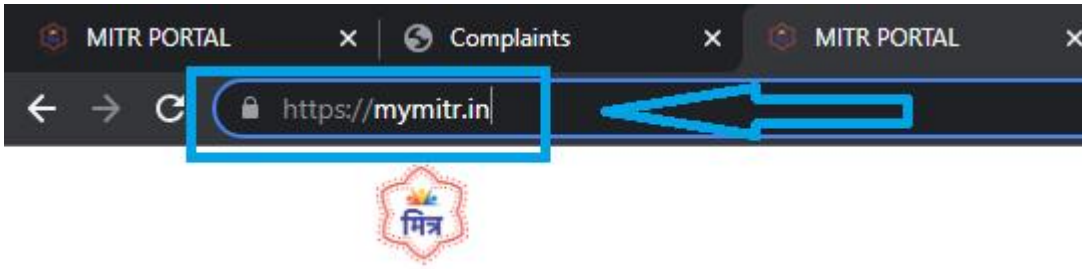 MITR PORTAL Complaints MITR PORTAL
https://mymitr.in
मित्र